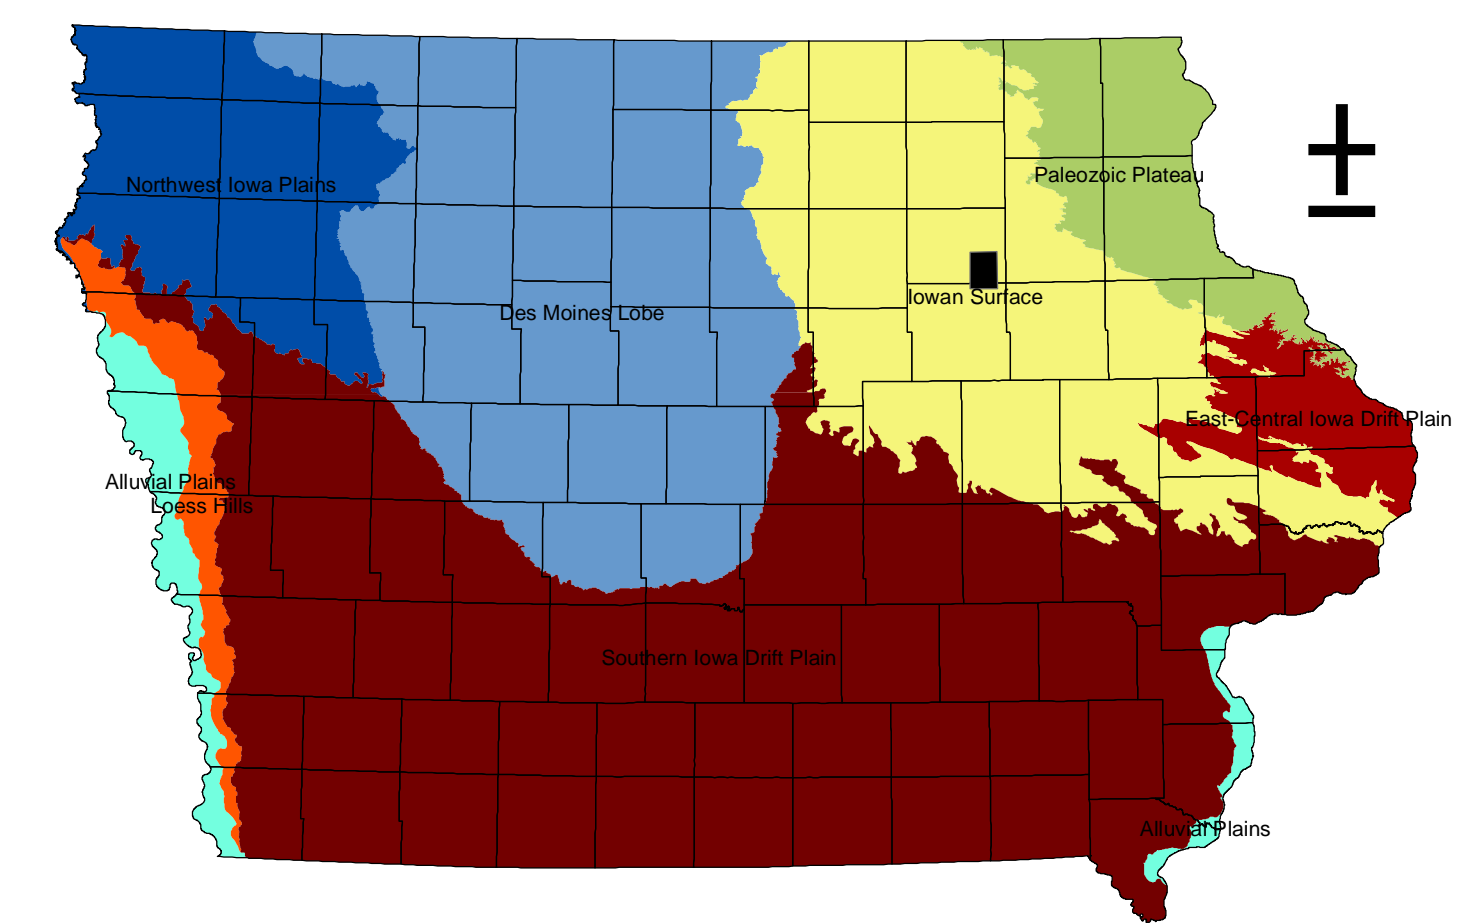 Paleozoic Plateau
Northwest Iowa Plains
Iowan Surface
Des Moines Lobe
East-Central Iowa Drift Plain
Alluvial Plains
Loess Hills
Southern Iowa Drift Plain
Alluvial Plains